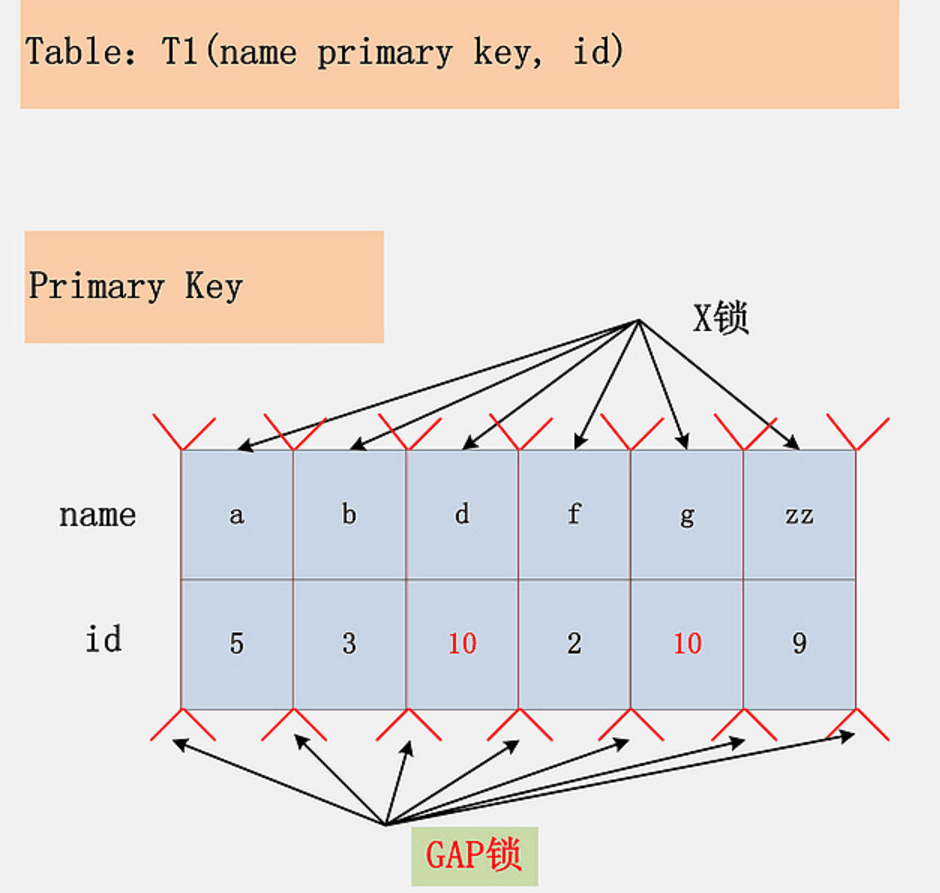 Table: T1(name primary key, id)
Primary Key
X锁
name a b d f g zz
id 5 3 10 2 10 9
GAP锁